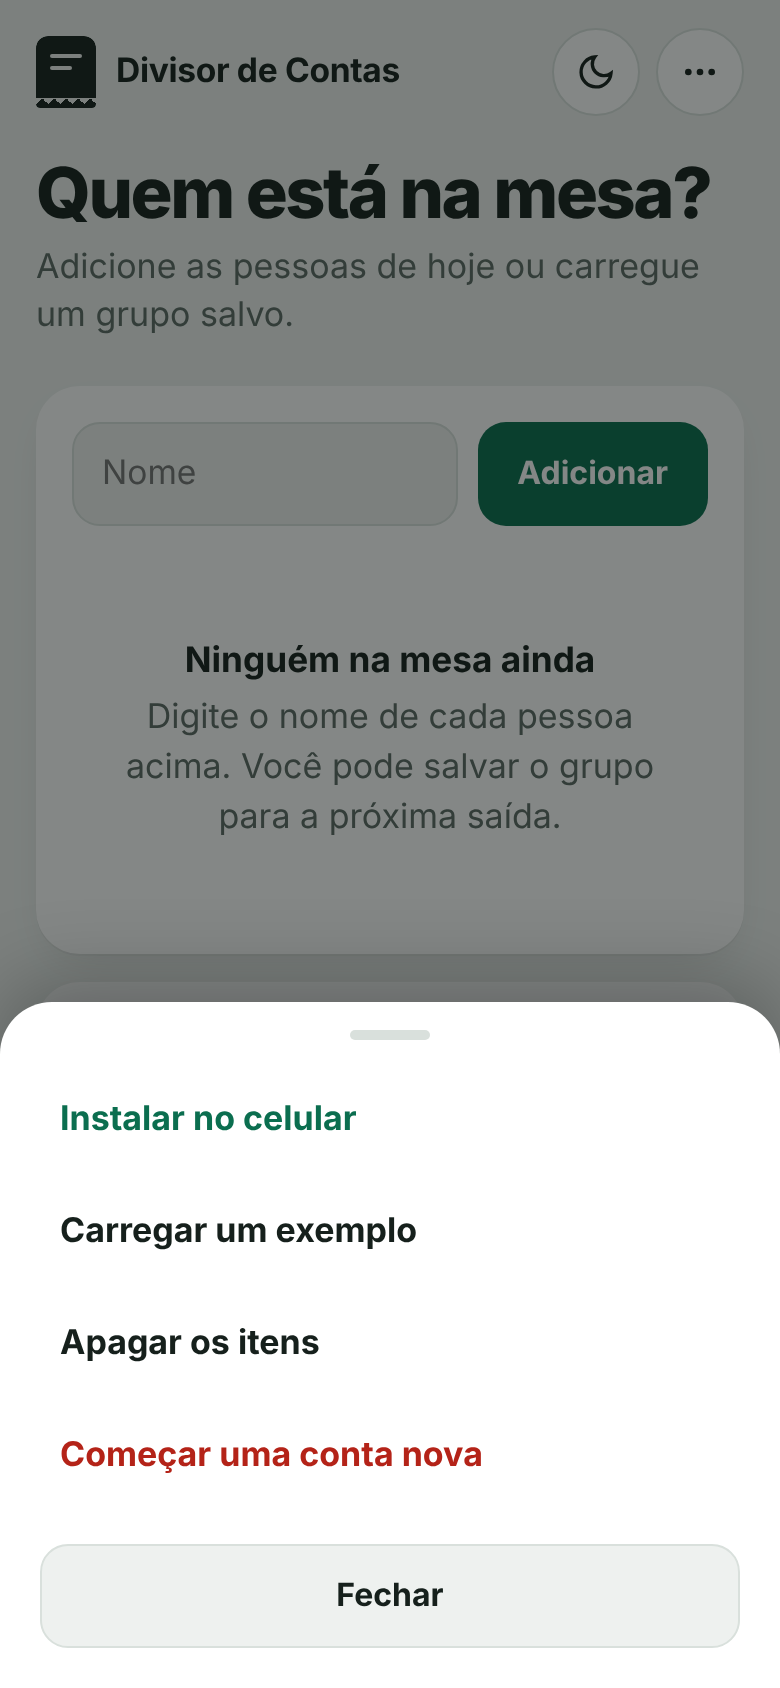 Divisor de Contas
Quem está na mesa?
Adicione as pessoas de hoje ou carregue
um grupo salvo.
Nome
Adicionar
Ninguém na mesa ainda
Digite o nome de cada pessoa
acima. Você pode salvar o grupo
para a próxima saída.
Instalar no celular
Carregar um exemplo
Apagar os itens
Começar uma conta nova
Fechar